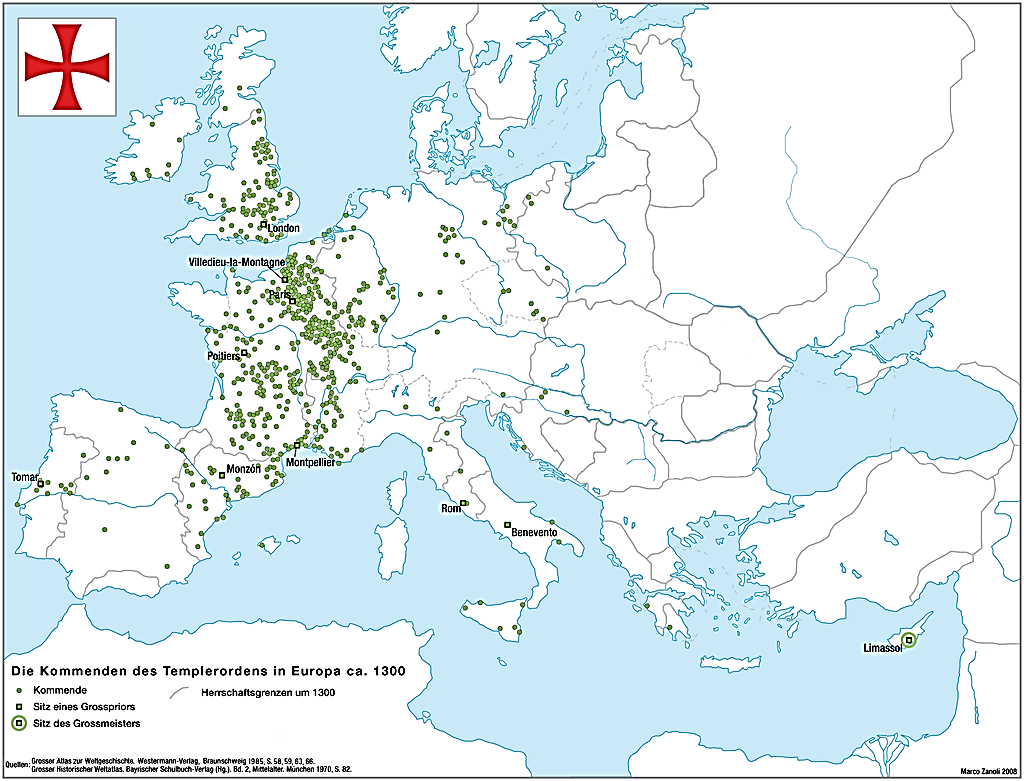 London
Villedieu-la-Montagne
Paris
Poitiers
Tomar
Monzón
Montpellier
Rom
Benevento
Limassol
Die Kommenden des Templerordens in Europa ca. 1300
Kommende
Herrschaftsgrenzen um 1300
Sitz eines Grosspriors
Sitz des Grossmeisters
Quellen: Grosser Atlas zur Weltgeschichte. Westermann-Verlag, Braunschweig 1985, S. 58, 59, 63, 66.
Grosser Historischer Weltatlas. Bayrischer Schulbuch-Verlag (Hg.). Bd. 2, Mittelalter. München 1970, S. 82.
Marco Zanoli 2008